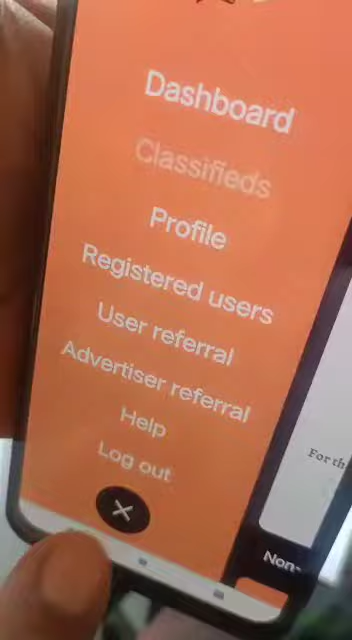 Dashboard
Classifieds
Profile
Registered users
User referral
Advertiser referral
Help
Log out
For th
Non-